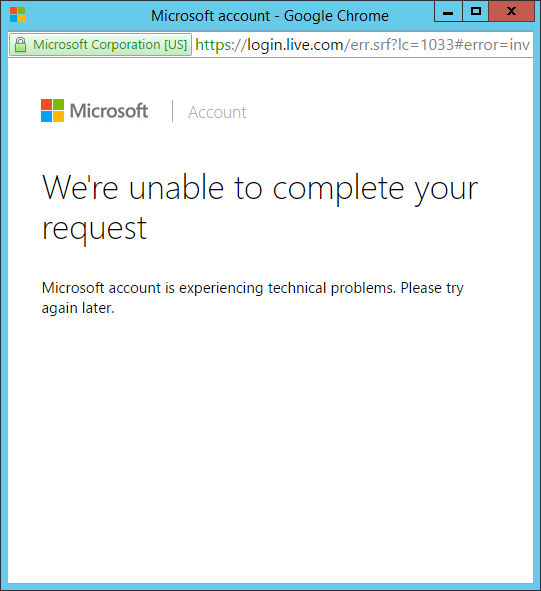 Microsoft account - Google Chrome
Microsoft Corporation [US] https://login.live.com/err.srf?lc=1033#error=inv
Microsoft | Account
We're unable to complete your
request
Microsoft account is experiencing technical problems. Please try
again later.